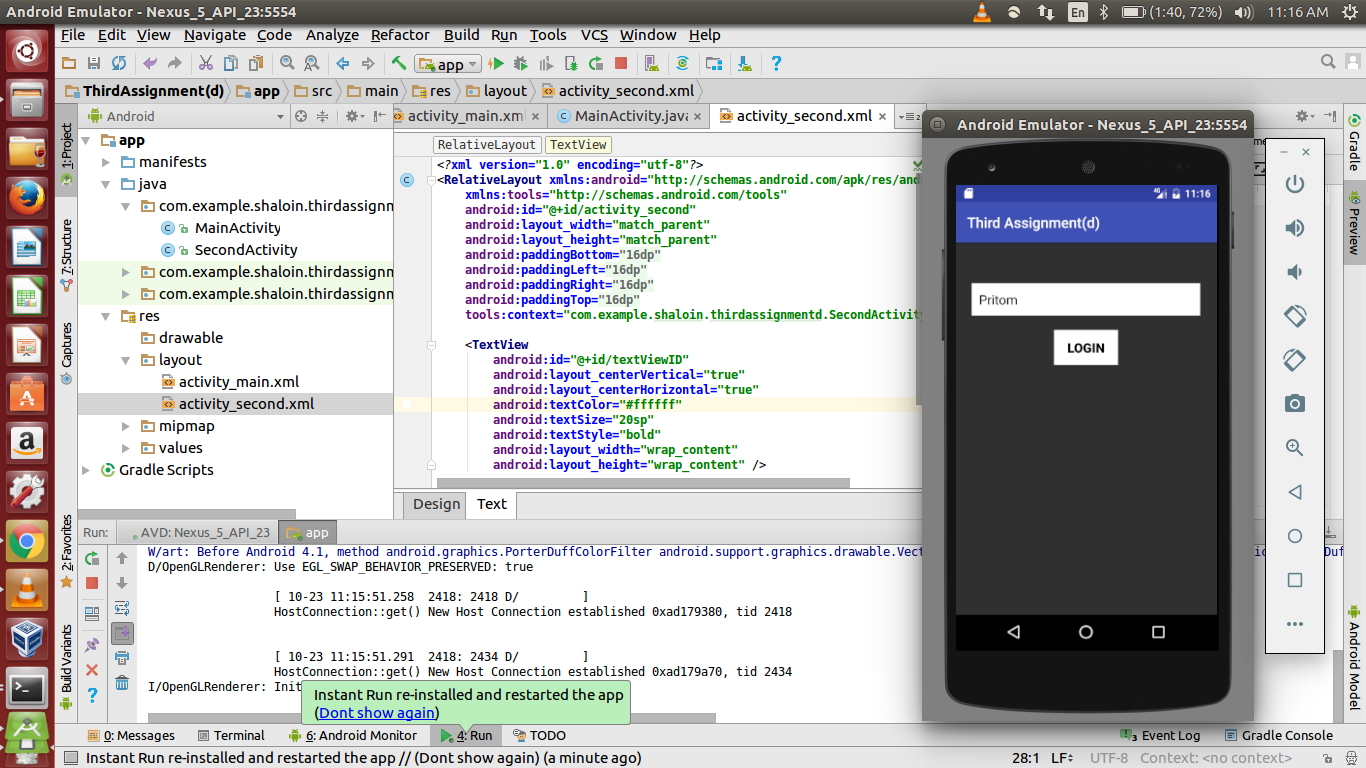 Android Emulator - Nexus_5_API_23:5554
En
(1:40, 72%)
11:16 AM
File Edit View Navigate Code Analyze Refactor Build Run Tools VCS Window Help
app
ThirdAssignment(d) app src main res layout activity_second.xml
Android
activity_main.xml
MainActivity.java
activity_second.xml
1: Project
7: Structure
Captures
2: Favorites
Build Variants
app
manifests
java
com.example.shaloin.thirdassignm
MainActivity
SecondActivity
com.example.shaloin.thirdassignm
com.example.shaloin.thirdassignm
res
drawable
layout
activity_main.xml
activity_second.xml
mipmap
values
Gradle Scripts
RelativeLayout TextView
<?xml version="1.0" encoding="utf-8"?>
<RelativeLayout xmlns:android="http://schemas.android.com/apk/res/and
xmlns:tools="http://schemas.android.com/tools"
android:id="@+id/activity_second"
android:layout_width="match_parent"
android:layout_height="match_parent"
android:paddingBottom="16dp"
android:paddingLeft="16dp"
android:paddingRight="16dp"
android:paddingTop="16dp"
tools:context="com.example.shaloin.thirdassignmentd.SecondActivity
<TextView
android:id="@+id/textViewID"
android:layout_centerVertical="true"
android:layout_centerHorizontal="true"
android:textColor="#ffffff"
android:textSize="20sp"
android:textStyle="bold"
android:layout_width="wrap_content"
android:layout_height="wrap_content" />
Design Text
Android Emulator - Nexus_5_API_23:5554
4G 11:16
Third Assignment(d)
Pritom
LOGIN
Gradle
Preview
Android Model
Run: AVD: Nexus_5_API_23 app
W/art: Before Android 4.1, method android.graphics.PorterDuffColorFilter android.support.graphics.drawable.Vect
D/OpenGLRenderer: Use EGL_SWAP_BEHAVIOR_PRESERVED: true
[ 10-23 11:15:51.258 2418: 2418 D/ ]
HostConnection::get() New Host Connection established 0xad179380, tid 2418
[ 10-23 11:15:51.291 2418: 2434 D/ ]
HostConnection::get() New Host Connection established 0xad179a70, tid 2434
I/OpenGLRenderer: Init
Instant Run re-installed and restarted the app
(Dont show again)
0: Messages Terminal 6: Android Monitor 4: Run TODO 3 Event Log Gradle Console
Instant Run re-installed and restarted the app // (Dont show again) (a minute ago) 28:1 LF UTF-8 Context: <no context>